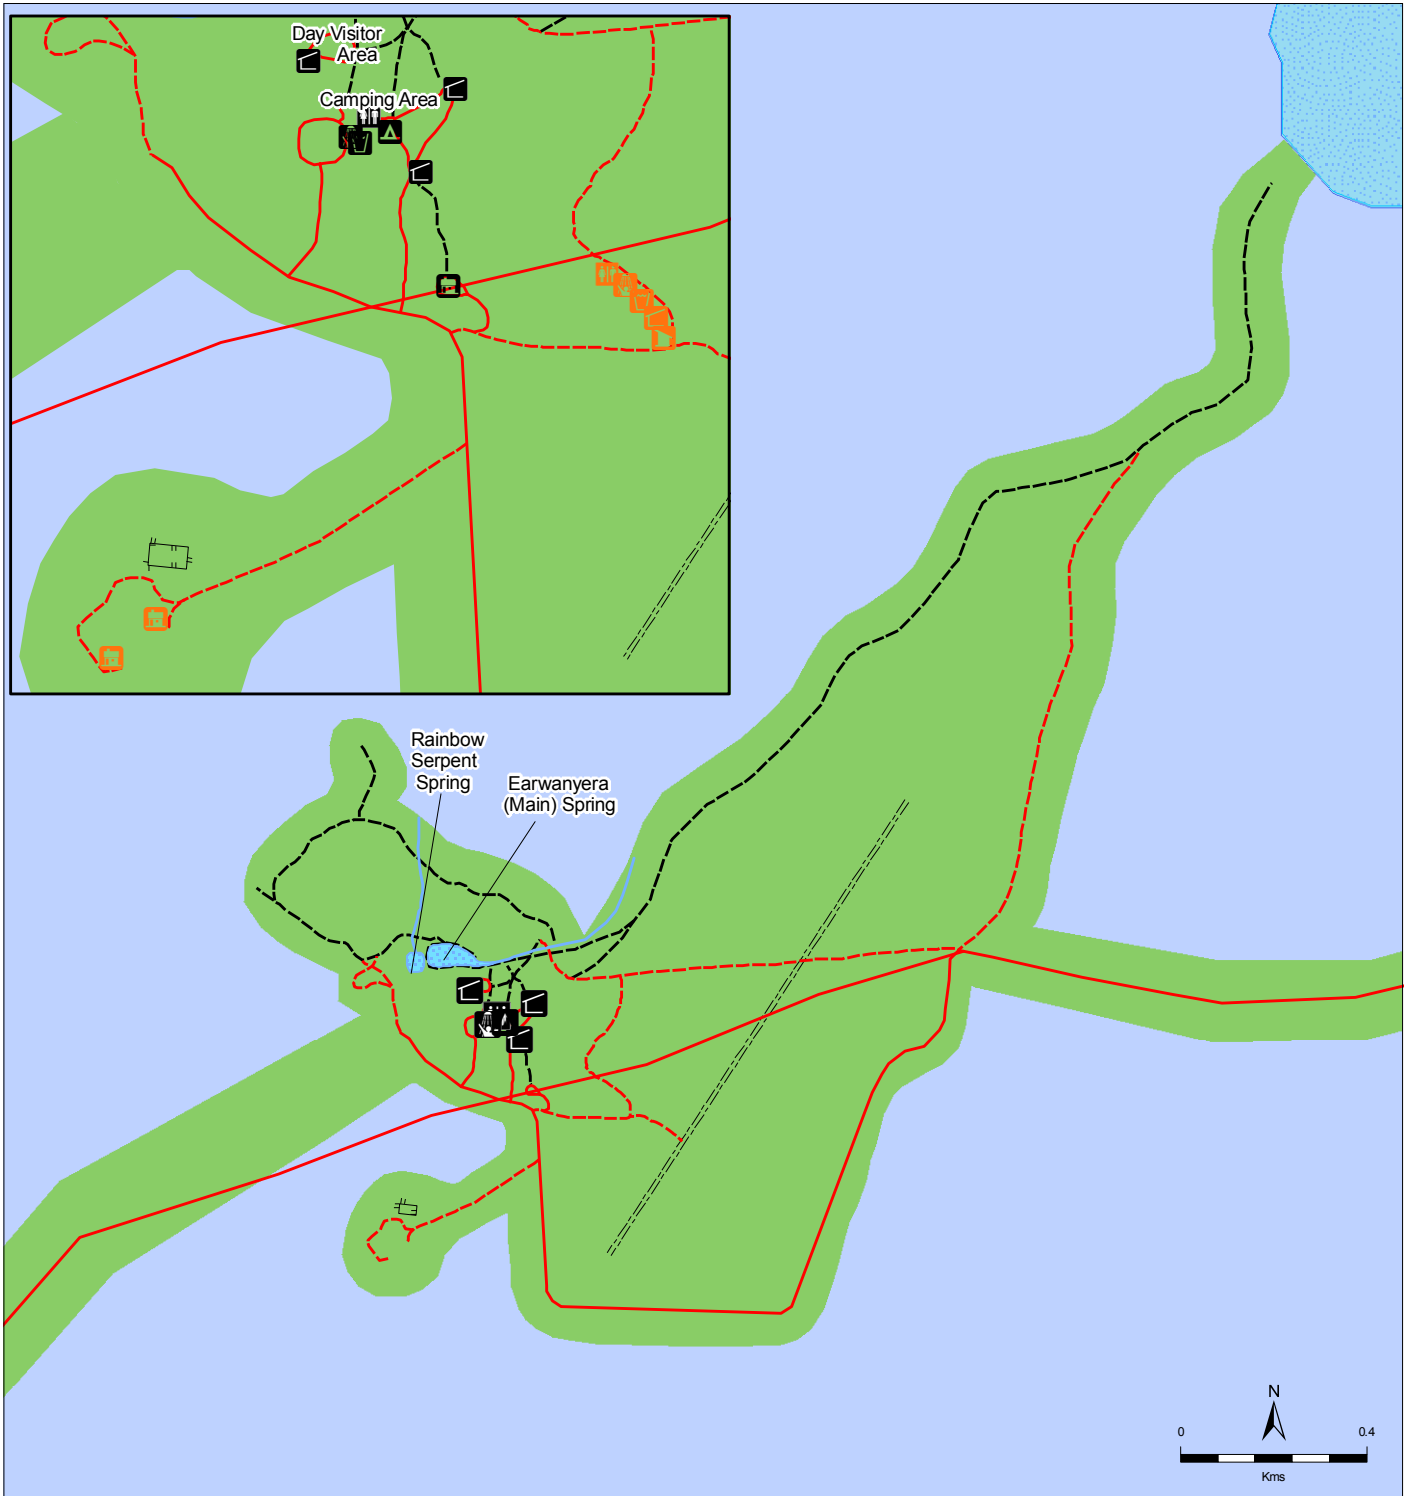 Day Visitor
Area
Camping Area
Rainbow
Serpent
Spring
Earwanyera
(Main) Spring
N
0
0.4
Kms